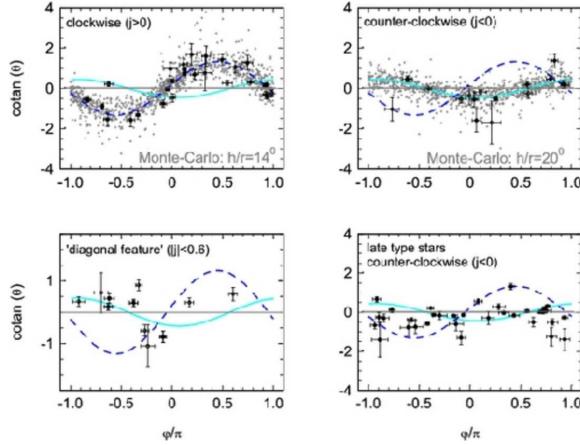 clockwise (j>0)
counter-clockwise (j<0)
cotan (θ)
4
2
0
-2
-4
Monte-Carlo: h/r=14°
-1.0 -0.5 0 0.5 1.0
4
2
0
-2
-4
Monte-Carlo: h/r=20°
-1.0 -0.5 0 0.5 1.0
'diagonal feature' (|j|<0.6)
late type stars
counter-clockwise (j<0)
cotan (θ)
1
0
-1
-1.0 -0.5 0 0.5 1.0
φ/π
4
2
0
-2
-4
-1.0 -0.5 0 0.5 1.0
φ/π